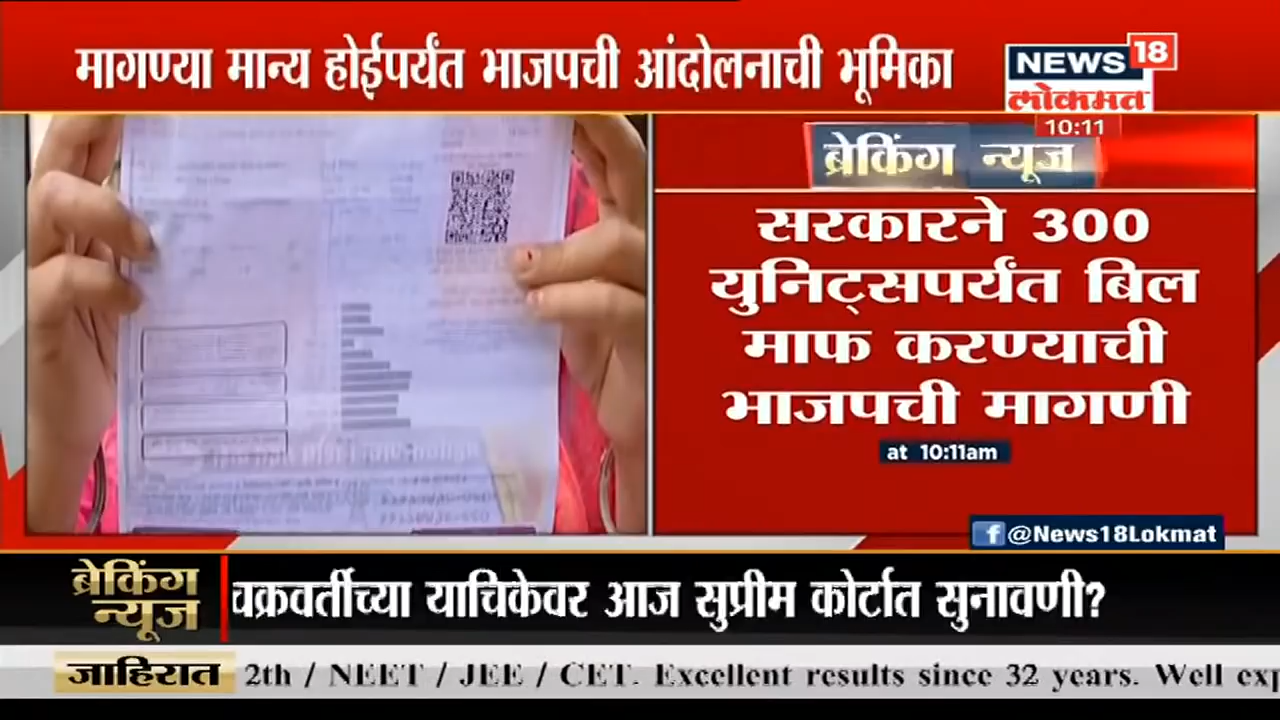 मागण्या मान्य होईपर्यंत भाजपची आंदोलनाची भूमिका
NEWS 18
लोकमत
10:11
ब्रेकिंग न्यूज
सरकारने 300
युनिट्सपर्यंत बिल
माफ करण्याची
भाजपची मागणी
at 10:11am
f @News18Lokmat
ब्रेकिंग
न्यूज
चक्रवर्तीच्या याचिकेवर आज सुप्रीम कोर्टात सुनावणी?
जाहिरात
2th / NEET / JEE / CET. Excellent results since 32 years. Well exp